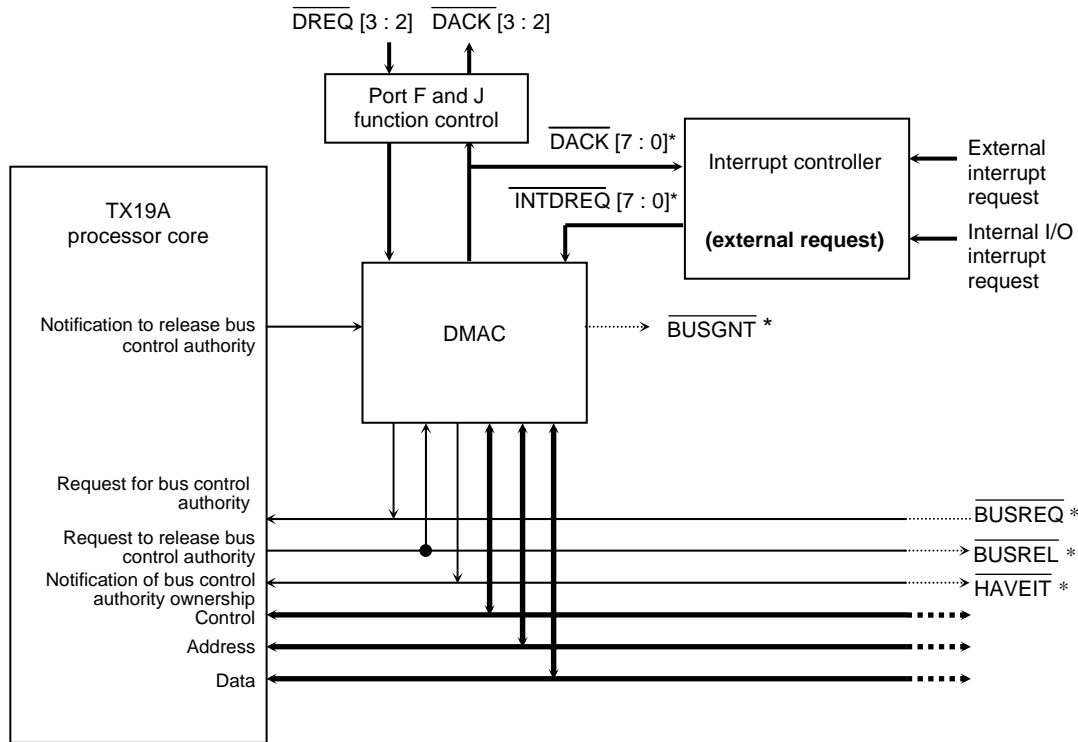 DREQ [3 : 2] DACK [3 : 2]
Port F and J
function control
DACK [7 : 0]*
INTDREQ [7 : 0]*
Interrupt controller
(external request)
External
interrupt
request
Internal I/O
interrupt
request
TX19A
processor core
Notification to release bus
control authority
DMAC
BUSGNT *
Request for bus control
authority
BUSREQ *
Request to release bus
control authority
BUSREL *
Notification of bus control
authority ownership
HAVEIT *
Control
Address
Data